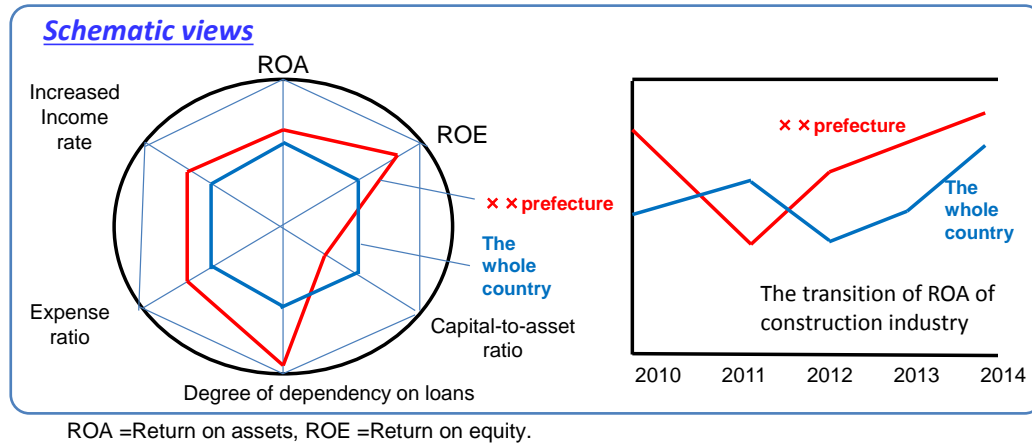 Schematic views
ROA
Increased
Income
rate
ROE
××prefecture
The
whole
country
Expense
ratio
Capital-to-asset
ratio
Degree of dependency on loans
××prefecture
The
whole
country
The transition of ROA of
construction industry
2010 2011 2012 2013 2014
ROA =Return on assets, ROE =Return on equity.